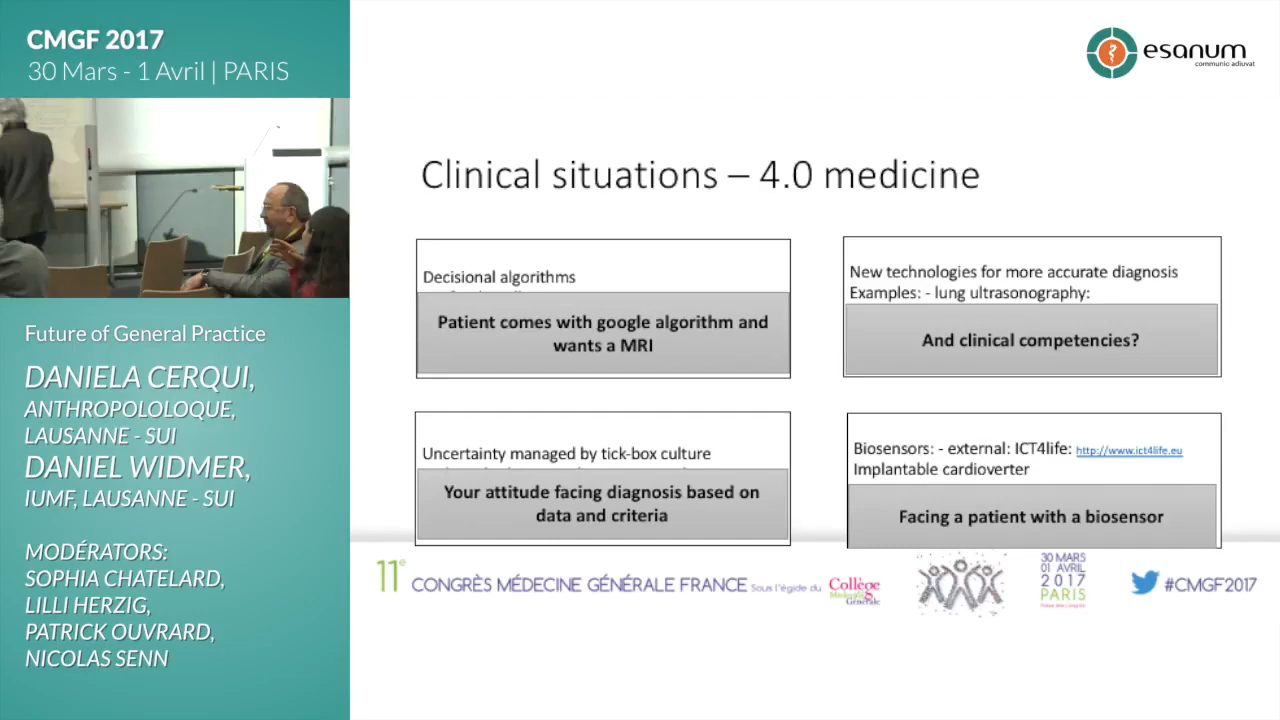 CMGF 2017
30 Mars - 1 Avril | PARIS
Future of General Practice
DANIELA CERQUI,
ANTHROPOLOLOQUE,
LAUSANNE - SUI
DANIEL WIDMER,
IUMF, LAUSANNE - SUI
MODÉRATORS:
SOPHIA CHATELARD,
LILLI HERZIG,
PATRICK OUVRARD,
NICOLAS SENN
esanum
communio adiuvat
Clinical situations – 4.0 medicine
Decisional algorithms
Patient comes with google algorithm and
wants a MRI
New technologies for more accurate diagnosis
Examples: - lung ultrasonography:
And clinical competencies?
Uncertainty managed by tick-box culture
Your attitude facing diagnosis based on
data and criteria
Biosensors: - external: ICT4life: http://www.ict4life.eu
Implantable cardioverter
Facing a patient with a biosensor
11e CONGRÈS MÉDECINE GÉNÉRALE FRANCE Sous l'égide du
Collège
Médecine
Générale
30 MARS
01 AVRIL
2017
PARIS
#CMGF2017